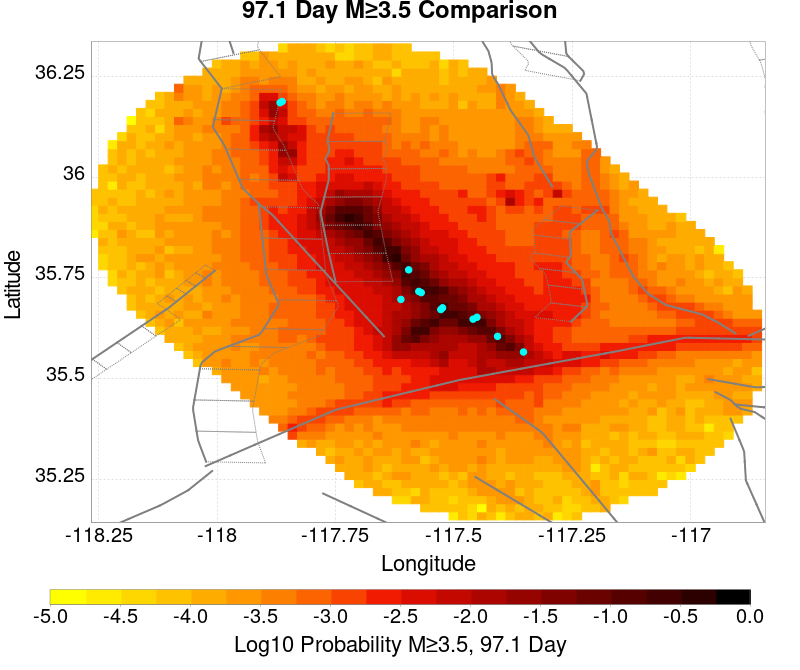 97.1 Day M≥3.5 Comparison
36.25
36
35.75
35.5
35.25
Latitude
-118.25 -118 -117.75 -117.5 -117.25 -117
Longitude
-5.0 -4.5 -4.0 -3.5 -3.0 -2.5 -2.0 -1.5 -1.0 -0.5 0.0
Log10 Probability M≥3.5, 97.1 Day